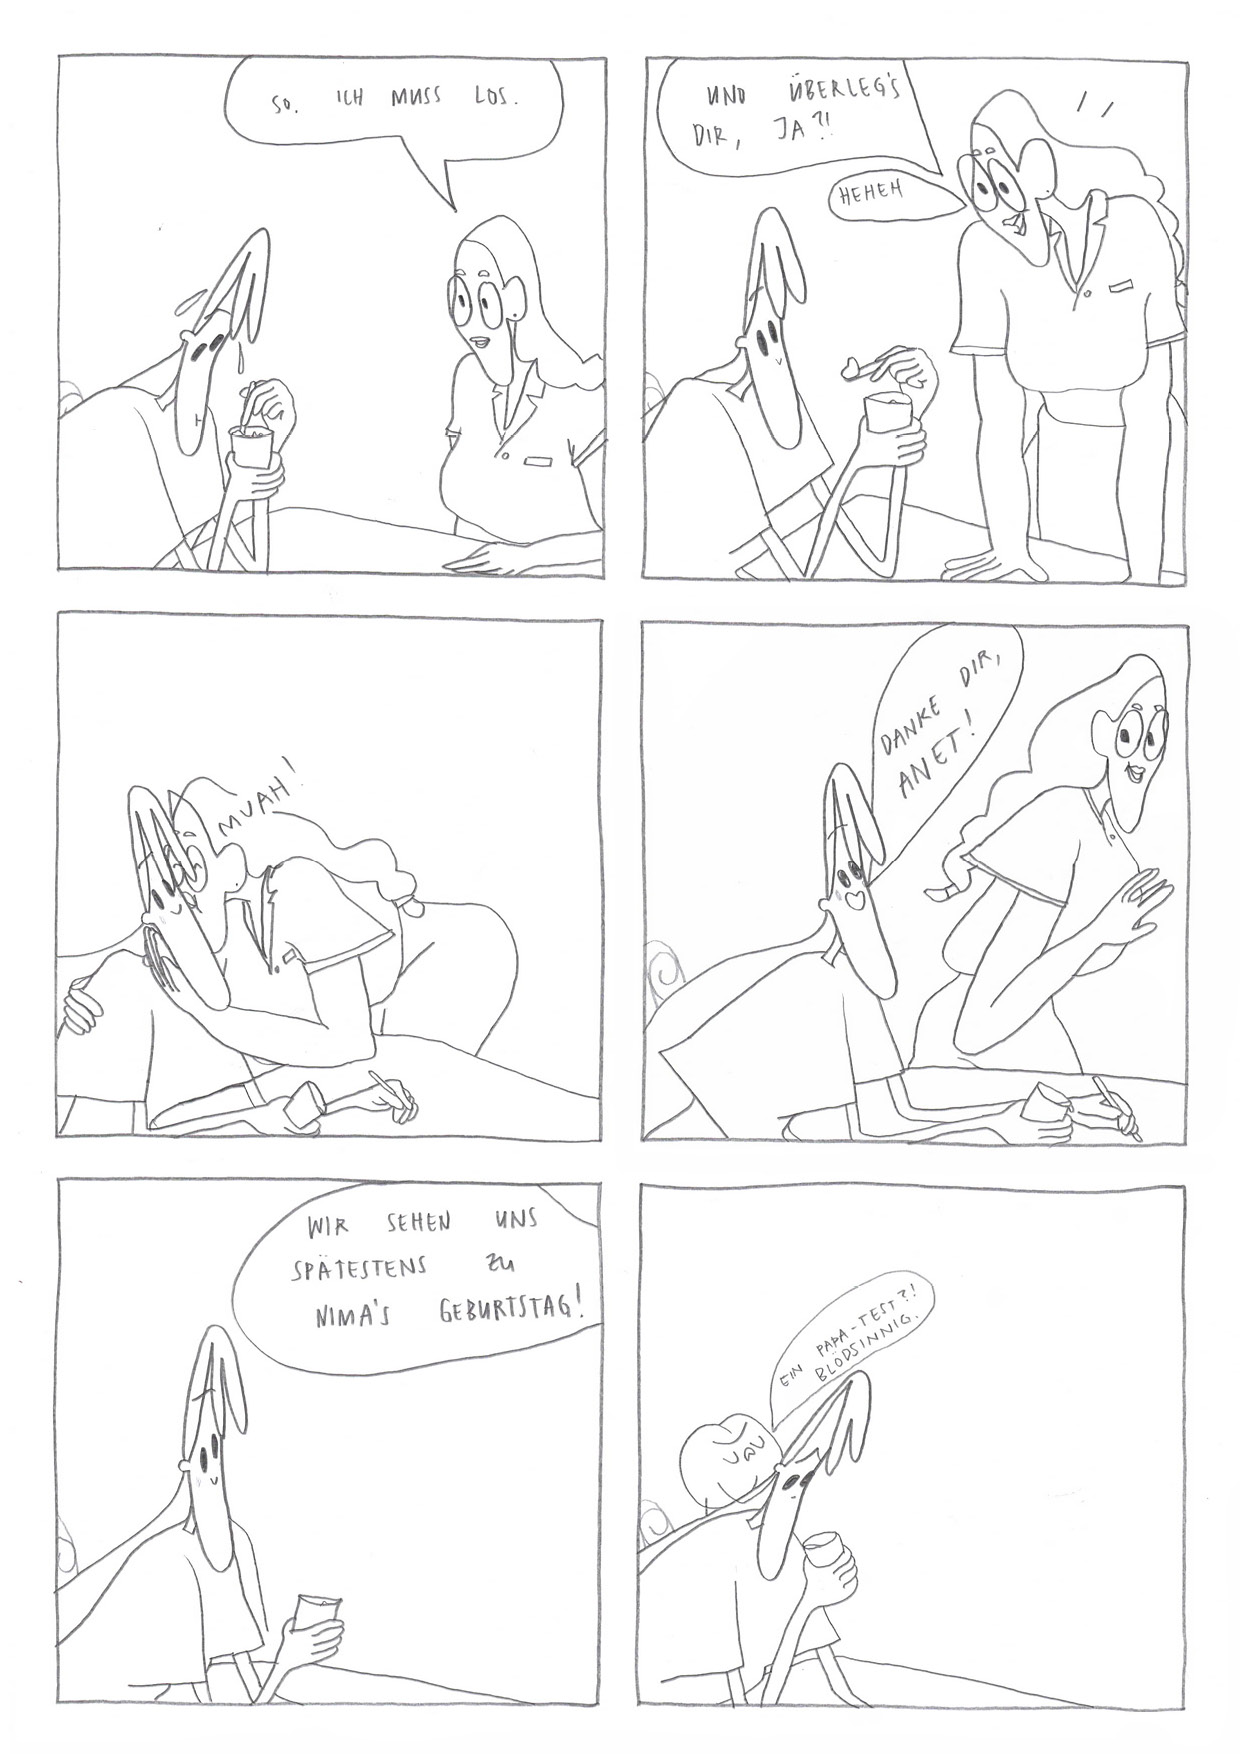 SO. ICH MUSS LOS.
UND ÜBERLEG'S
DIR, JA?!
HEHEH
MUAH!
DANKE DIR,
ANET!
WIR SEHEN UNS
SPÄTESTENS ZU
NIMA'S GEBURTSTAG!
EIN PAPA-TEST?!
BLÖDSINNIG.